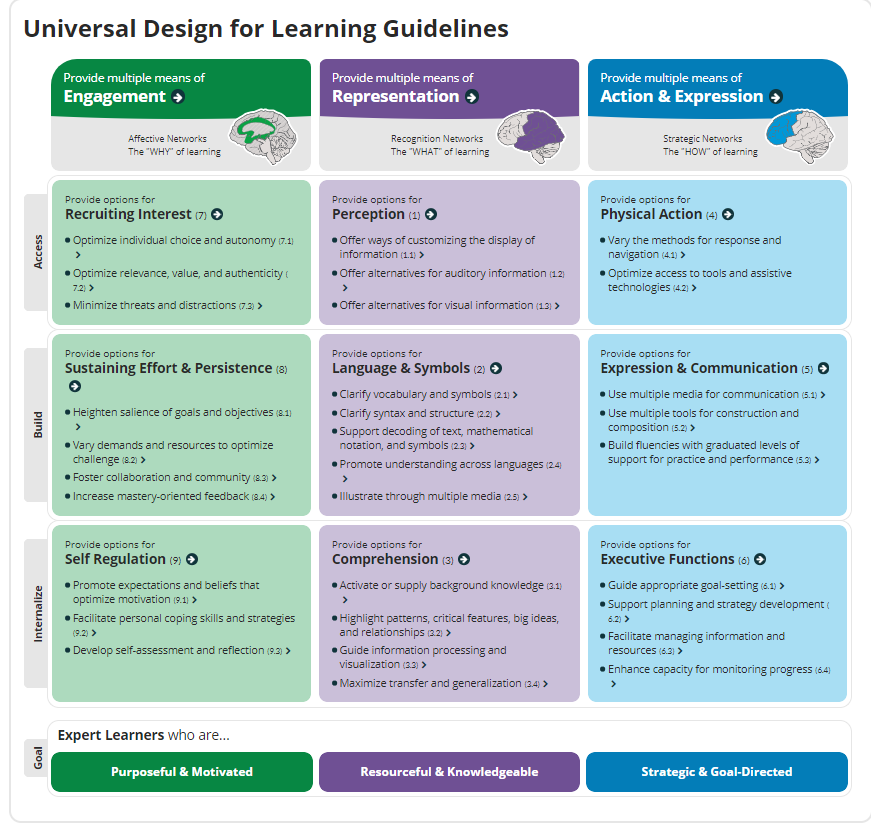 Universal Design for Learning Guidelines
Provide multiple means of
Engagement
Affective Networks
The "WHY" of learning
Provide multiple means of
Representation
Recognition Networks
The "WHAT" of learning
Provide multiple means of
Action & Expression
Strategic Networks
The "HOW" of learning
Access
Provide options for
Recruiting Interest (7)
Optimize individual choice and autonomy (7.1)
Optimize relevance, value, and authenticity (
7.2)
Minimize threats and distractions (7.3)
Provide options for
Perception (1)
Offer ways of customizing the display of
information (1.1)
Offer alternatives for auditory information (1.2)
Offer alternatives for visual information (1.3)
Provide options for
Physical Action (4)
Vary the methods for response and
navigation (4.1)
Optimize access to tools and assistive
technologies (4.2)
Build
Provide options for
Sustaining Effort & Persistence (8)
Heighten salience of goals and objectives (8.1)
Vary demands and resources to optimize
challenge (8.2)
Foster collaboration and community (8.3)
Increase mastery-oriented feedback (8.4)
Provide options for
Language & Symbols (2)
Clarify vocabulary and symbols (2.1)
Clarify syntax and structure (2.2)
Support decoding of text, mathematical
notation, and symbols (2.3)
Promote understanding across languages (2.4)
Illustrate through multiple media (2.5)
Provide options for
Expression & Communication (5)
Use multiple media for communication (5.1)
Use multiple tools for construction and
composition (5.2)
Build fluencies with graduated levels of
support for practice and performance (5.3)
Internalize
Provide options for
Self Regulation (9)
Promote expectations and beliefs that
optimize motivation (9.1)
Facilitate personal coping skills and strategies
(9.2)
Develop self-assessment and reflection (9.3)
Provide options for
Comprehension (3)
Activate or supply background knowledge (3.1)
Highlight patterns, critical features, big ideas,
and relationships (3.2)
Guide information processing and
visualization (3.3)
Maximize transfer and generalization (3.4)
Provide options for
Executive Functions (6)
Guide appropriate goal-setting (6.1)
Support planning and strategy development (
6.2)
Facilitate managing information and
resources (6.3)
Enhance capacity for monitoring progress (6.4)
Goal
Expert Learners who are...
Purposeful & Motivated
Resourceful & Knowledgeable
Strategic & Goal-Directed